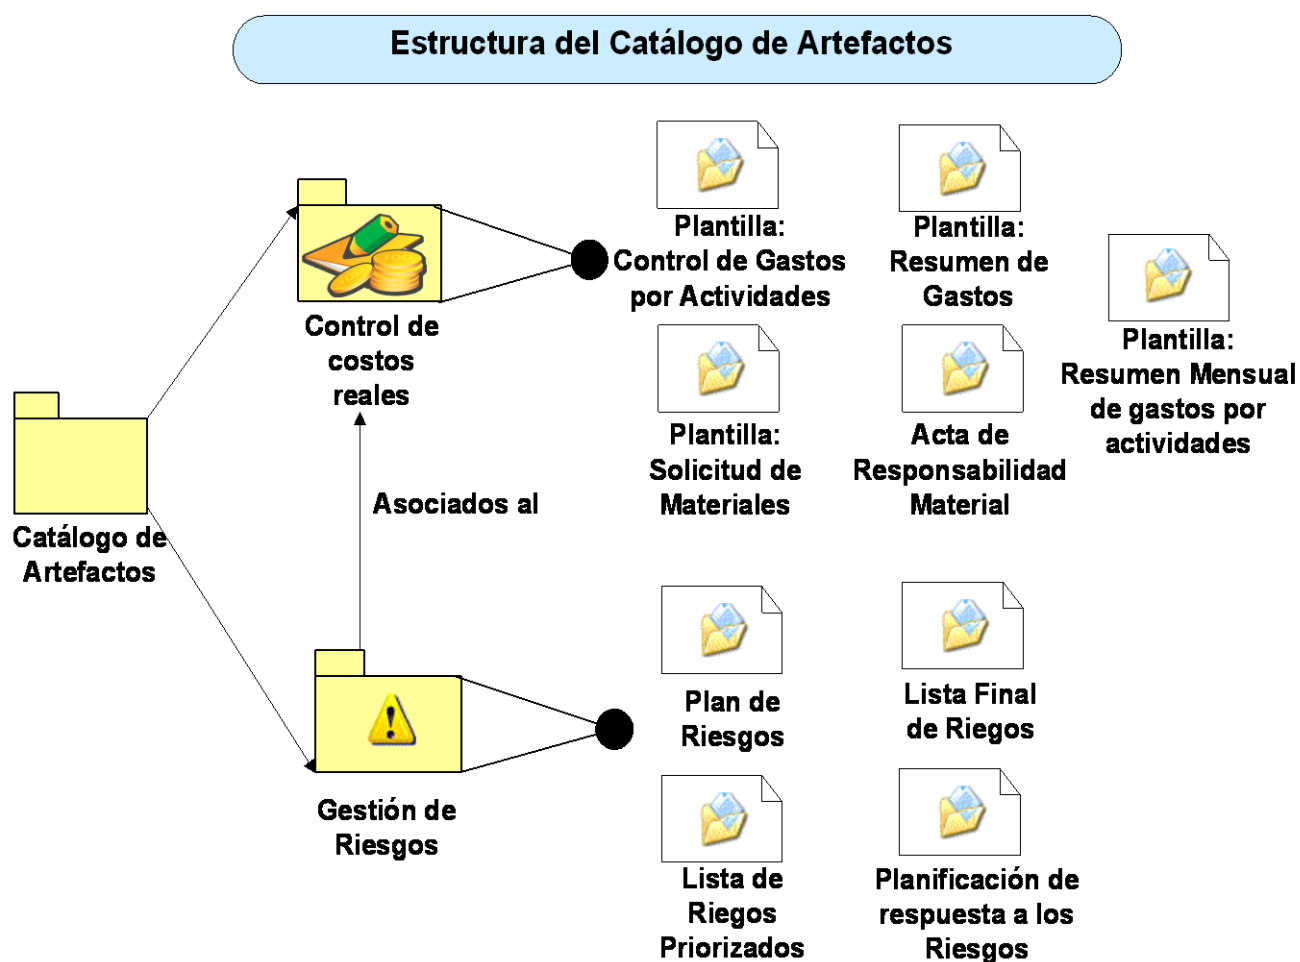 Estructura del Catálogo de Artefactos
Plantilla:
Control de Gastos
por Actividades
Plantilla:
Resumen de
Gastos
Plantilla:
Resumen Mensual
de gastos por
actividades
Control de
costos
reales
Plantilla:
Solicitud de
Materiales
Acta de
Responsabilidad
Material
Asociados al
Catálogo de
Artefactos
Plan de
Riesgos
Lista Final
de Riegos
Gestión de
Riesgos
Lista de
Riegos
Priorizados
Planificación de
respuesta a los
Riesgos